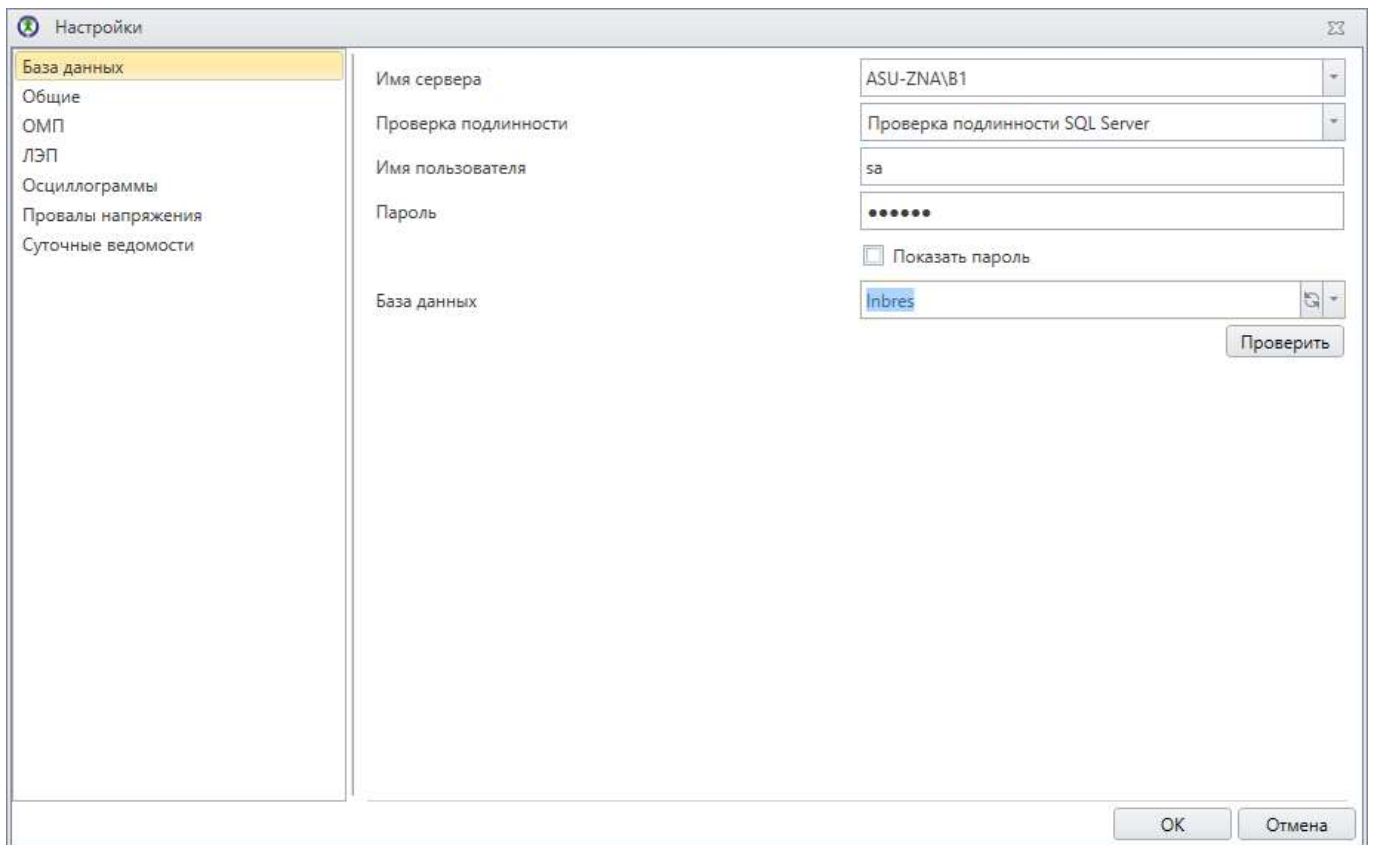 Настройки
База данных
Общие
ОМП
ЛЭП
Осциллограммы
Провалы напряжения
Суточные ведомости
Имя сервера ASU-ZNA\B1
Проверка подлинности Проверка подлинности SQL Server
Имя пользователя sa
Пароль ••••••
Показать пароль
База данных Inbres
Проверить
OK Отмена